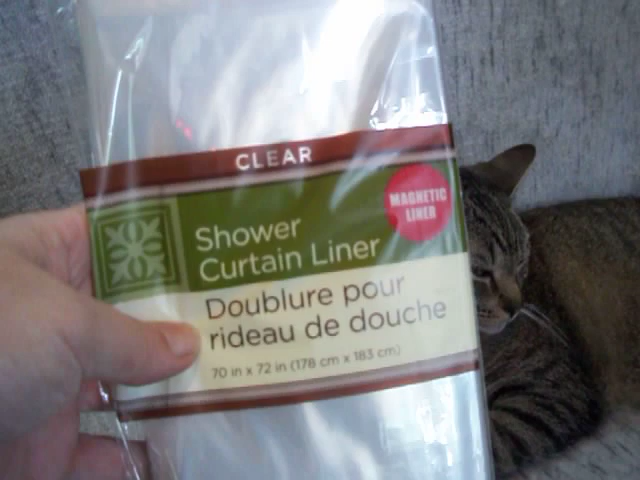 CLEAR
MAGNETIC
LINER
Shower
Curtain Liner
Doublure pour
rideau de douche
70 in x 72 in (178 cm x 183 cm)